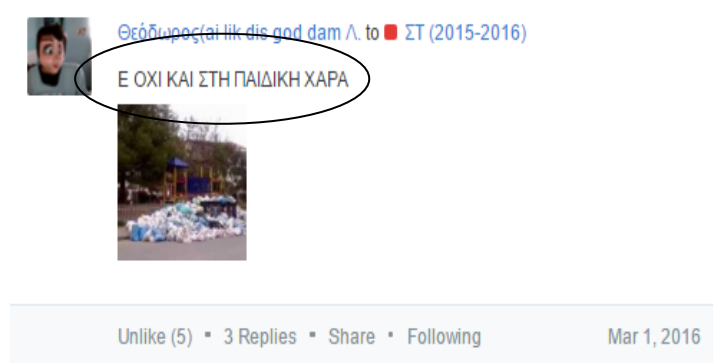 Θεόδωρος(ai lik dis god dam Λ. to ΣΤ (2015-2016)
Ε ΟΧΙ ΚΑΙ ΣΤΗ ΠΑΙΔΙΚΗ ΧΑΡΑ
Unlike (5) ▪ 3 Replies ▪ Share ▪ Following Mar 1, 2016